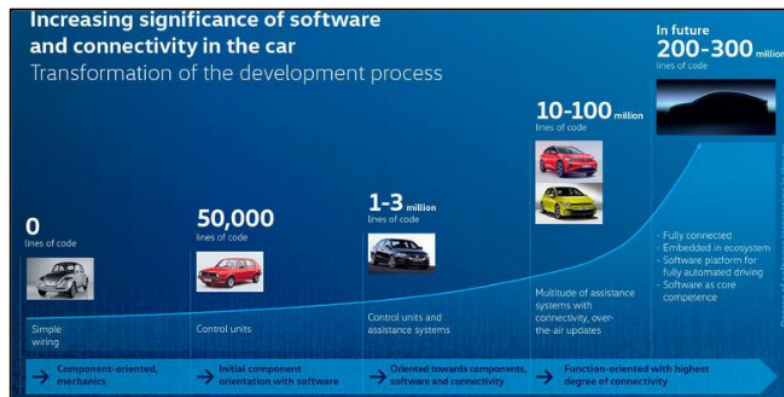 Increasing significance of software
and connectivity in the car
Transformation of the development process
0
lines of code
Simple
wiring
50,000
lines of code
Control units
1-3 million
lines of code
Control units and
assistance systems
10-100 million
lines of code
Multitude of assistance
systems with
connectivity, over-
the-air updates
In future
200-300 million
lines of code
- Fully connected
- Embedded in ecosystem
- Software platform for
fully automated driving
- Software as core
competence
→ Component-oriented,
mechanics
→ Initial component
orientation with software
→ Oriented towards components,
software and connectivity
→ Function-oriented with highest
degree of connectivity